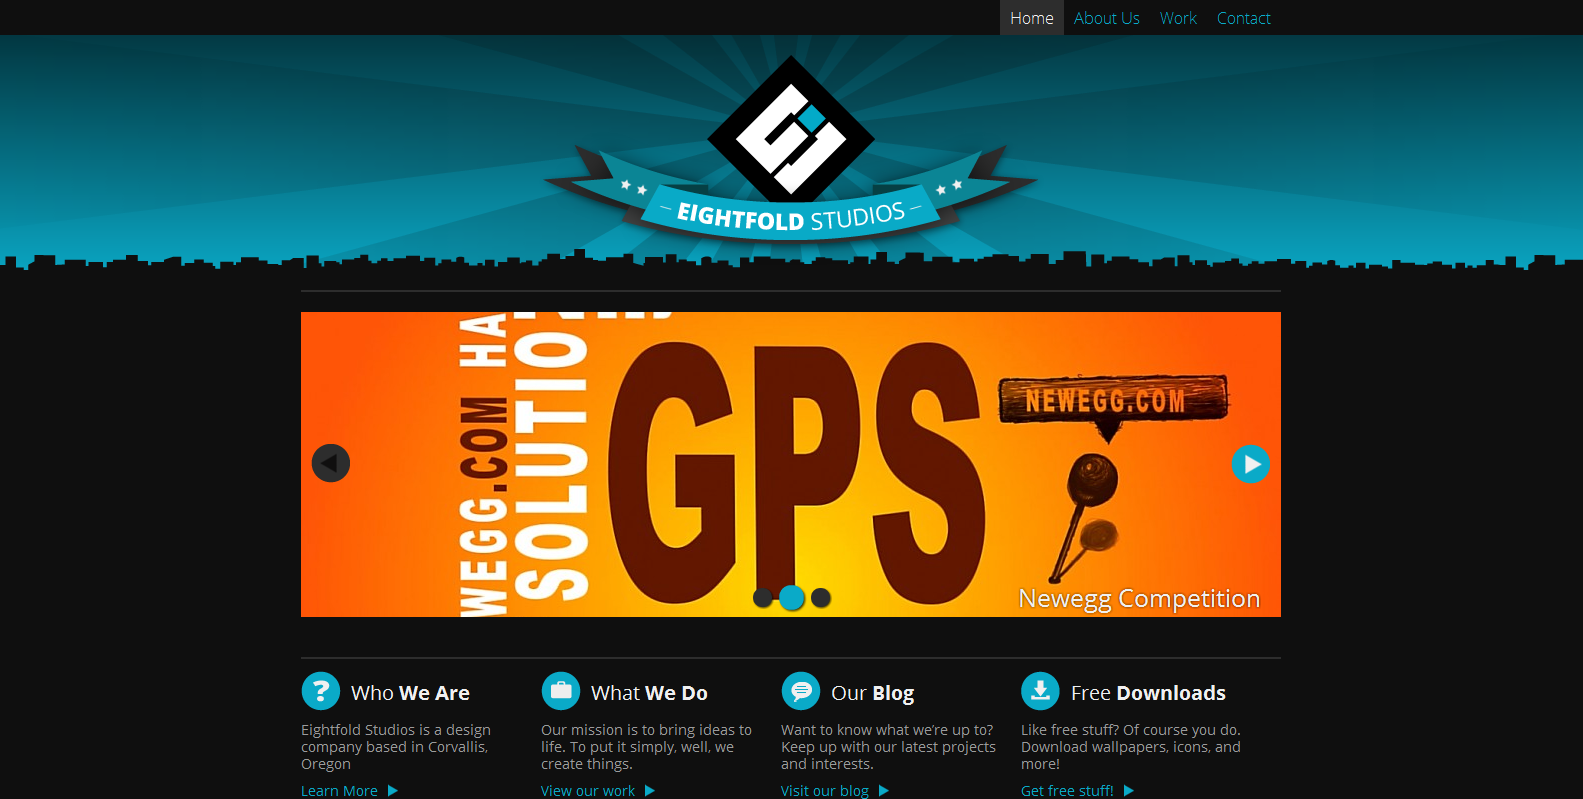 Home
About Us
Work
Contact
EIGHTFOLD STUDIOS
WEGG.COM HA
SOLUTION
GPS
NEWEGG.COM
Newegg Competition
Who We Are
Eightfold Studios is a design
company based in Corvallis,
Oregon
Learn More
What We Do
Our mission is to bring ideas to
life. To put it simply, well, we
create things.
View our work
Our Blog
Want to know what we’re up to?
Keep up with our latest projects
and interests.
Visit our blog
Free Downloads
Like free stuff? Of course you do.
Download wallpapers, icons, and
more!
Get free stuff!